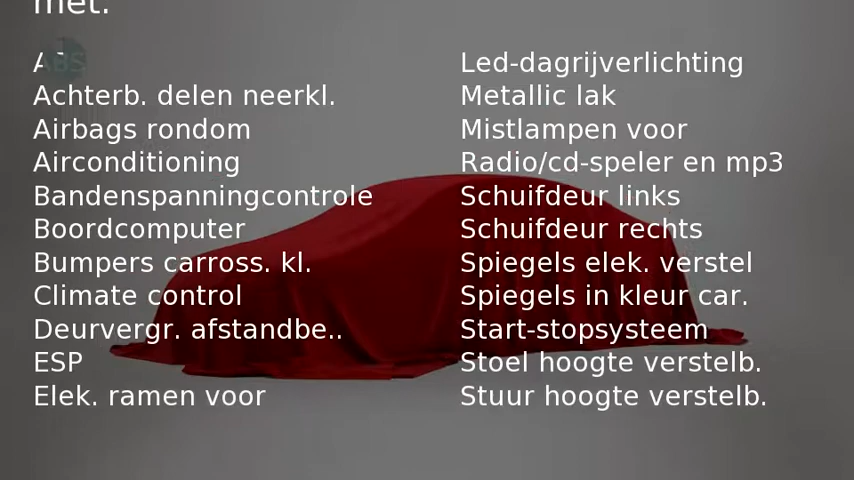 met:
Achterb. delen neerkl.
Airbags rondom
Airconditioning
Bandenspanningcontrole
Boordcomputer
Bumpers carross. kl.
Climate control
Deurvergr. afstandbe..
ESP
Elek. ramen voor
Led-dagrijverlichting
Metallic lak
Mistlampen voor
Radio/cd-speler en mp3
Schuifdeur links
Schuifdeur rechts
Spiegels elek. verstel
Spiegels in kleur car.
Start-stopsysteem
Stoel hoogte verstelb.
Stuur hoogte verstelb.